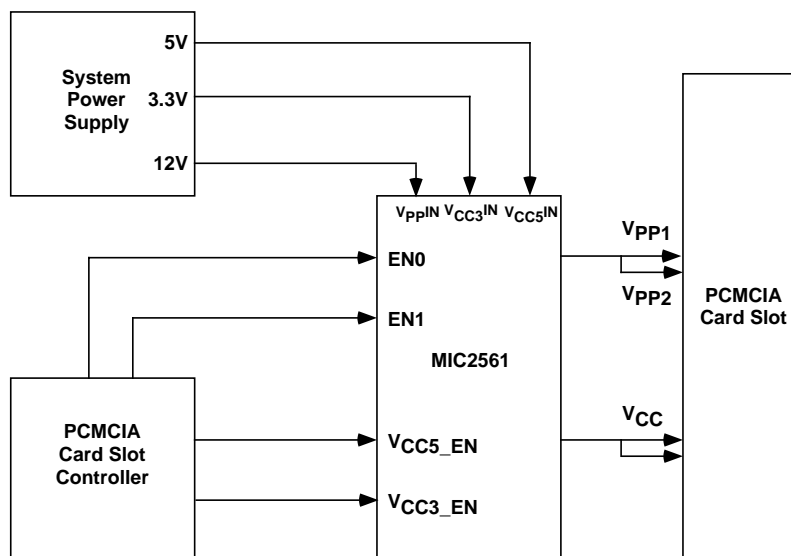 5V
System
Power
Supply
3.3V
12V
VPPIN VCC3IN VCC5IN
EN0
EN1
MIC2561
VCC5_EN
VCC3_EN
VPP1
VPP2
VCC
PCMCIA
Card Slot
PCMCIA
Card Slot
Controller